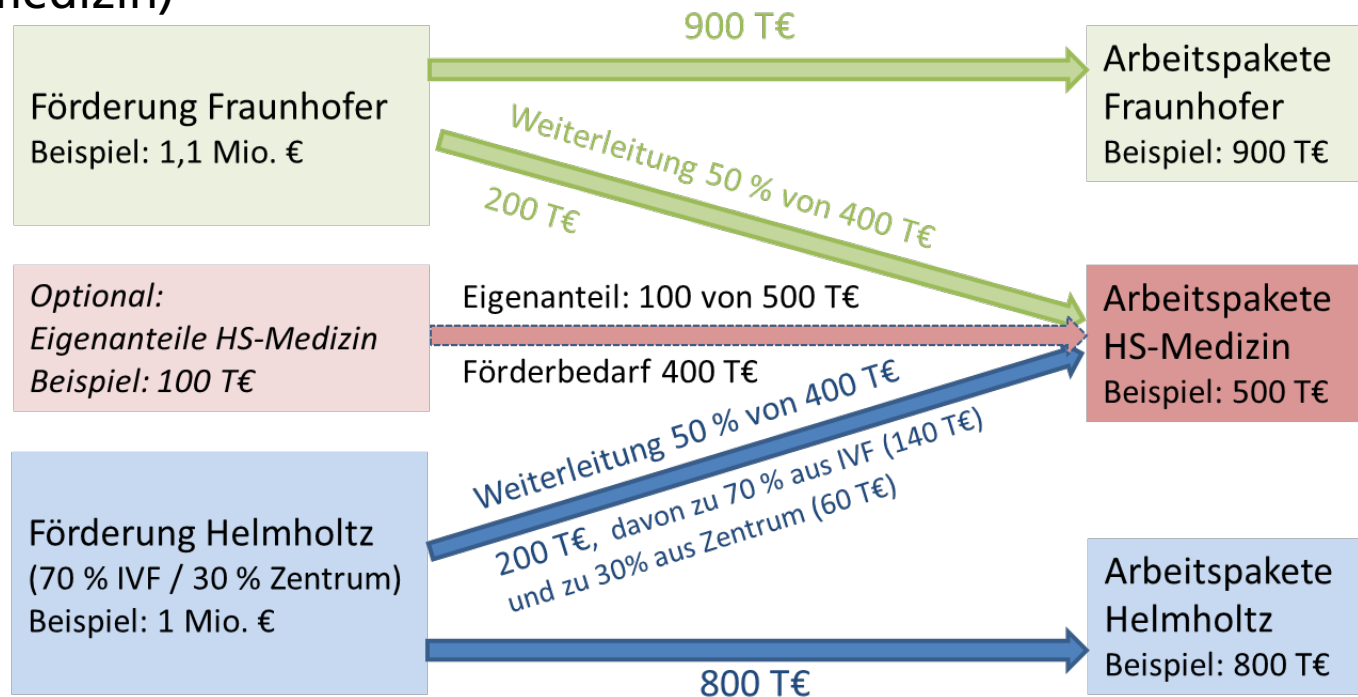 medizin)
900 T€
Förderung Fraunhofer
Beispiel: 1,1 Mio. €
Arbeitspakete
Fraunhofer
Beispiel: 900 T€
Weiterleitung 50 % von 400 T€
200 T€
Optional:
Eigenanteile HS-Medizin
Beispiel: 100 T€
Eigenanteil: 100 von 500 T€
Förderbedarf 400 T€
Arbeitspakete
HS-Medizin
Beispiel: 500 T€
Weiterleitung 50 % von 400 T€
200 T€, davon zu 70 % aus IVF (140 T€)
und zu 30% aus Zentrum (60 T€)
Förderung Helmholtz
(70 % IVF / 30 % Zentrum)
Beispiel: 1 Mio. €
Arbeitspakete
Helmholtz
Beispiel: 800 T€
800 T€